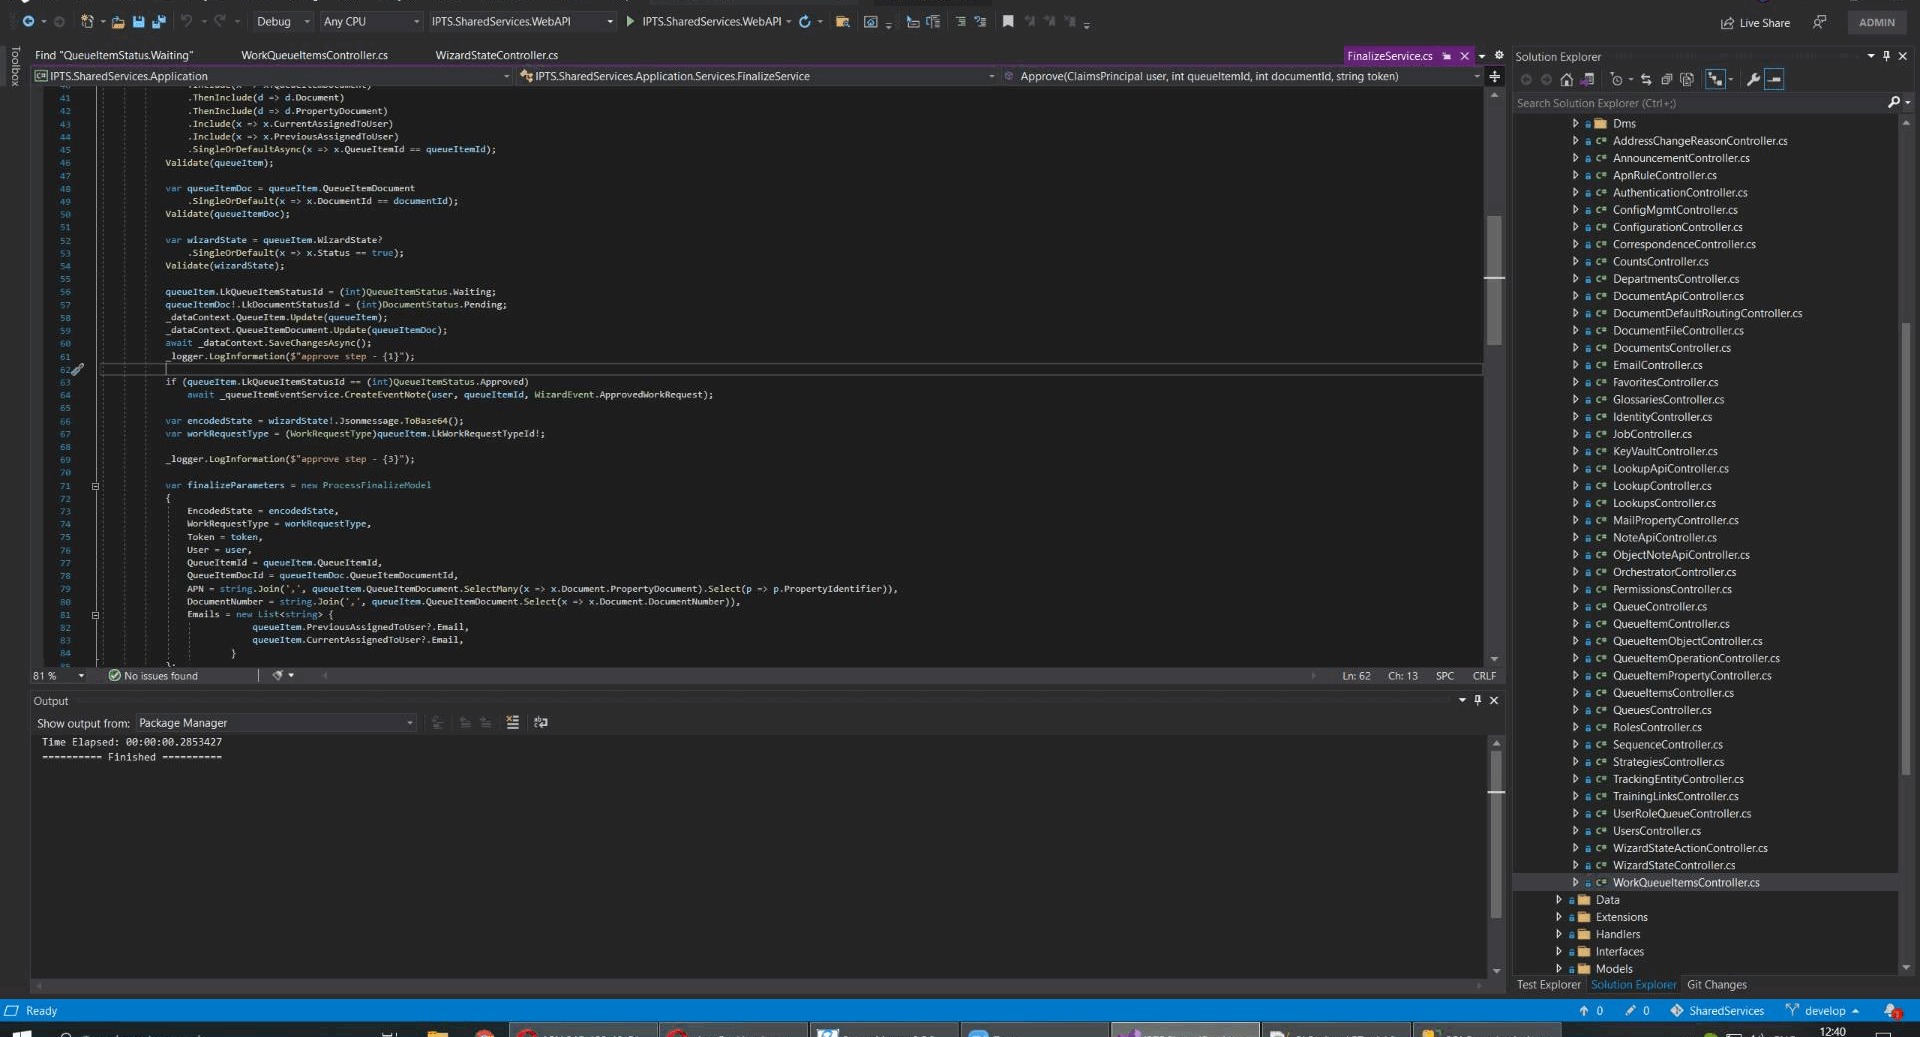 Debug
Any CPU
IPTS.SharedServices.WebAPI
IPTS.SharedServices.WebAPI
Live Share
ADMIN
Toolbox
Find "QueueItemStatus.Waiting"
WorkQueueItemsController.cs
WizardStateController.cs
FinalizeService.cs
IPTS.SharedServices.Application
IPTS.SharedServices.Application.Services.FinalizeService
Approve(ClaimsPrincipal user, int queueItemId, int documentId, string token)
41 .ThenInclude(d => d.Document)
42 .ThenInclude(d => d.PropertyDocument)
43 .Include(x => x.CurrentAssignedToUser)
44 .Include(x => x.PreviousAssignedToUser)
45 .SingleOrDefaultAsync(x => x.QueueItemId == queueItemId);
46 Validate(queueItem);
47
48 var queueItemDoc = queueItem.QueueItemDocument
49 .SingleOrDefault(x => x.DocumentId == documentId);
50 Validate(queueItemDoc);
51
52 var wizardState = queueItem.WizardState?
53 .SingleOrDefault(x => x.Status == true);
54 Validate(wizardState);
55
56 queueItem.LkQueueItemStatusId = (int)QueueItemStatus.Waiting;
57 queueItemDoc!.LkDocumentStatusId = (int)DocumentStatus.Pending;
58 _dataContext.QueueItem.Update(queueItem);
59 _dataContext.QueueItemDocument.Update(queueItemDoc);
60 await _dataContext.SaveChangesAsync();
61 _logger.LogInformation($"approve step - {1}");
62
63 if (queueItem.LkQueueItemStatusId == (int)QueueItemStatus.Approved)
64 await _queueItemEventService.CreateEventNote(user, queueItemId, WizardEvent.ApprovedWorkRequest);
65
66 var encodedState = wizardState!.Jsonmessage.ToBase64();
67 var workRequestType = (WorkRequestType)queueItem.LkWorkRequestTypeId!;
68
69 _logger.LogInformation($"approve step - {3}");
70
71 var finalizeParameters = new ProcessFinalizeModel
72 {
73 EncodedState = encodedState,
74 WorkRequestType = workRequestType,
75 Token = token,
76 User = user,
77 QueueItemId = queueItem.QueueItemId,
78 QueueItemDocId = queueItemDoc.QueueItemDocumentId,
79 APN = string.Join(',', queueItem.QueueItemDocument.SelectMany(x => x.Document.PropertyDocument).Select(p => p.PropertyIdentifier)),
80 DocumentNumber = string.Join(',', queueItem.QueueItemDocument.Select(x => x.Document.DocumentNumber)),
81 Emails = new List<string> {
82 queueItem.PreviousAssignedToUser?.Email,
83 queueItem.CurrentAssignedToUser?.Email,
84 }
81 %
No issues found
Ln: 62 Ch: 13 SPC CRLF
Output
Show output from: Package Manager
Time Elapsed: 00:00:00.2853427
========== Finished ==========
Solution Explorer
Search Solution Explorer (Ctrl+;)
Dms
C# AddressChangeReasonController.cs
C# AnnouncementController.cs
C# ApnRuleController.cs
C# AuthenticationController.cs
C# ConfigMgmtController.cs
C# ConfigurationController.cs
C# CorrespondenceController.cs
C# CountsController.cs
C# DepartmentsController.cs
C# DocumentApiController.cs
C# DocumentDefaultRoutingController.cs
C# DocumentFileController.cs
C# DocumentsController.cs
C# EmailController.cs
C# FavoritesController.cs
C# GlossariesController.cs
C# IdentityController.cs
C# JobController.cs
C# KeyVaultController.cs
C# LookupApiController.cs
C# LookupController.cs
C# LookupsController.cs
C# MailPropertyController.cs
C# NoteApiController.cs
C# ObjectNoteApiController.cs
C# OrchestratorController.cs
C# PermissionsController.cs
C# QueueController.cs
C# QueueItemController.cs
C# QueueItemObjectController.cs
C# QueueItemOperationController.cs
C# QueueItemPropertyController.cs
C# QueueItemsController.cs
C# QueuesController.cs
C# RolesController.cs
C# SequenceController.cs
C# StrategiesController.cs
C# TrackingEntityController.cs
C# TrainingLinksController.cs
C# UserRoleQueueController.cs
C# UsersController.cs
C# WizardStateActionController.cs
C# WizardStateController.cs
C# WorkQueueItemsController.cs
Data
Extensions
Handlers
Interfaces
Models
Test Explorer Solution Explorer Git Changes
Ready
0 0 SharedServices develop
12:40